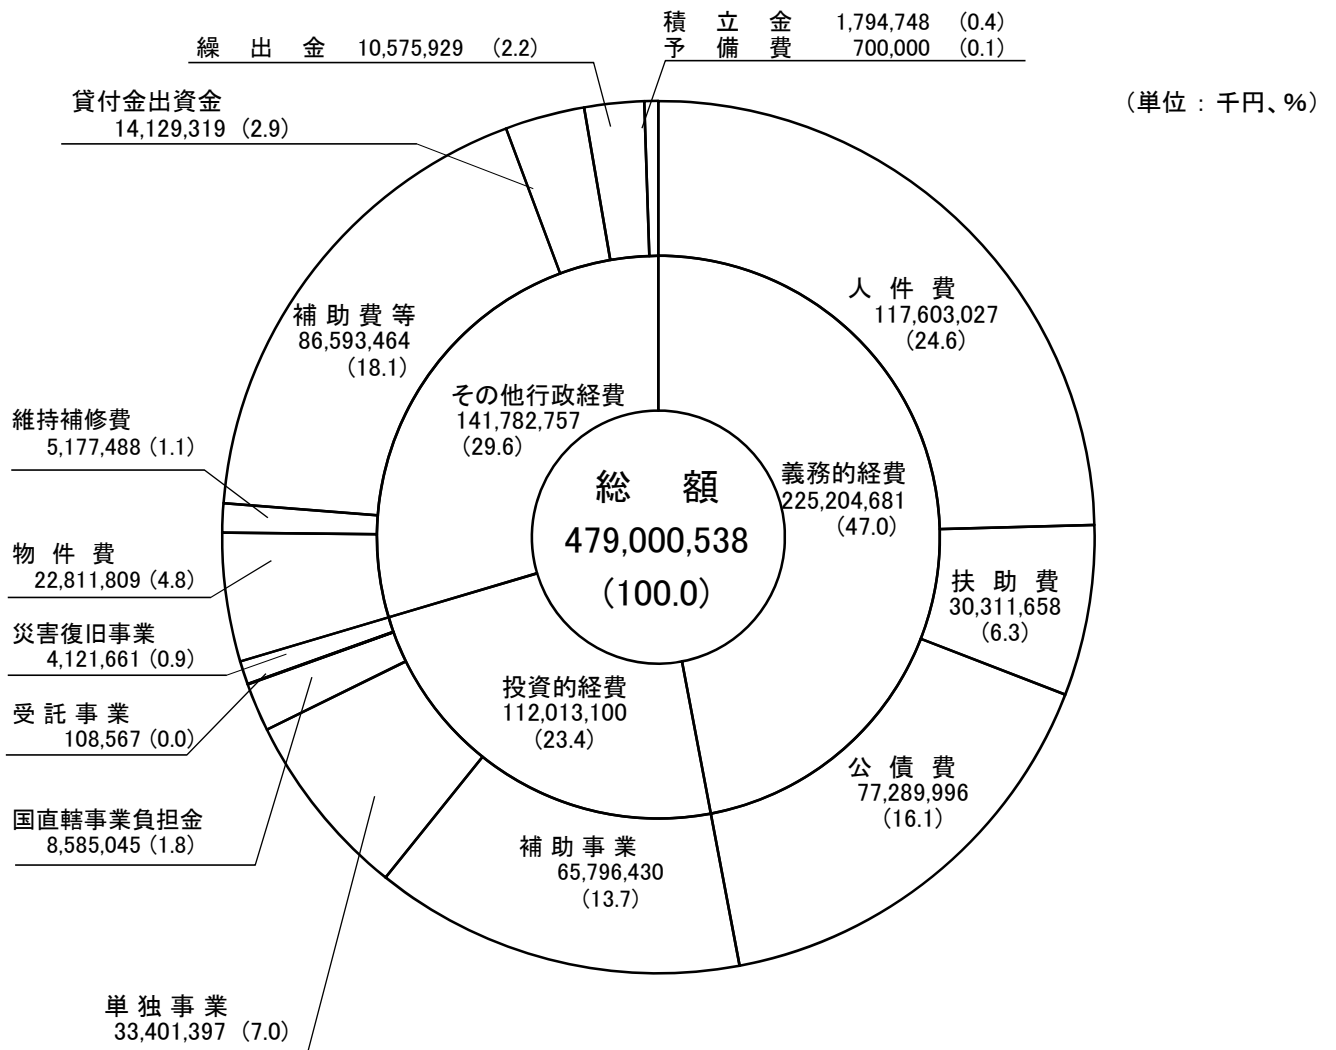 積立金 1,794,748 (0.4)
予備費 700,000 (0.1)
繰出金 10,575,929 (2.2)
(単位:千円、%)
貸付金出資金
14,129,319 (2.9)
人件費
117,603,027
(24.6)
補助費等
86,593,464
(18.1)
その他行政経費
141,782,757
(29.6)
維持補修費
5,177,488 (1.1)
総額
479,000,538
(100.0)
義務的経費
225,204,681
(47.0)
物件費
22,811,809 (4.8)
扶助費
30,311,658
(6.3)
災害復旧事業
4,121,661 (0.9)
投資的経費
112,013,100
(23.4)
受託事業
108,567 (0.0)
公債費
77,289,996
(16.1)
国直轄事業負担金
8,585,045 (1.8)
補助事業
65,796,430
(13.7)
単独事業
33,401,397 (7.0)